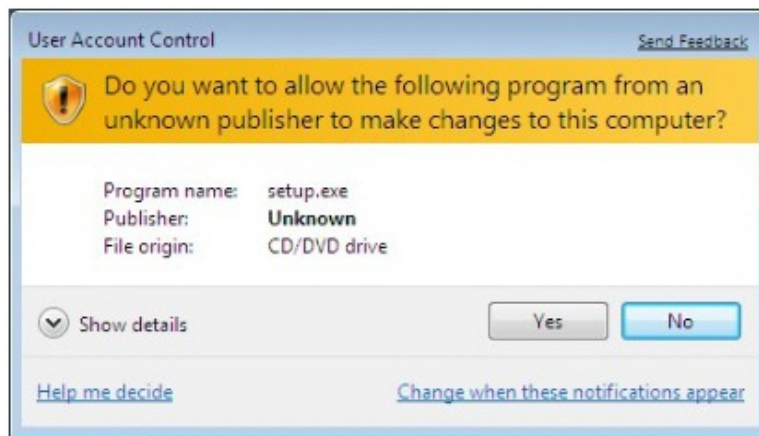 User Account Control
Send Feedback
Do you want to allow the following program from an
unknown publisher to make changes to this computer?
Program name: setup.exe
Publisher: Unknown
File origin: CD/DVD drive
Show details
Yes
No
Help me decide
Change when these notifications appear